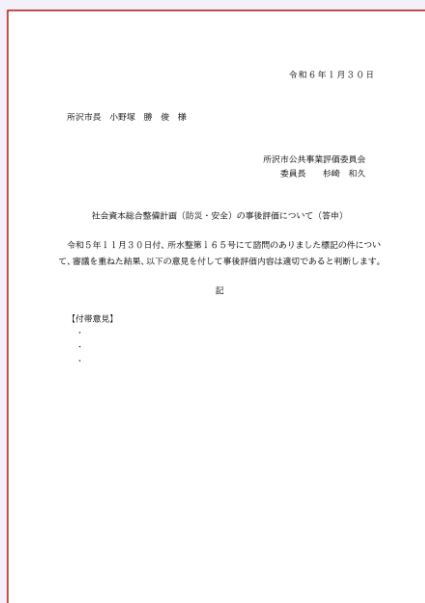 令和６年１月３０日
所沢市長　小野塚　勝　俊　様
所沢市公共事業評価委員会
委員長　　杉崎　和久
社会資本総合整備計画（防災・安全）の事後評価について（答申）
令和５年１１月３０日付、所水整第１６５号にて諮問のありました標記の件につい
て、審議を重ねた結果、以下の意見を付して事後評価内容は適切であると判断します。
記
【付帯意見】
・
・
・